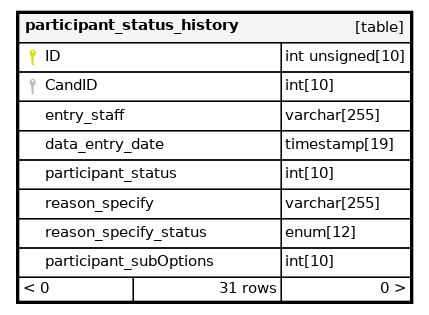 participant_status_history [table]
ID int unsigned[10]
CandID int[10]
entry_staff varchar[255]
data_entry_date timestamp[19]
participant_status int[10]
reason_specify varchar[255]
reason_specify_status enum[12]
participant_subOptions int[10]
< 0 31 rows 0 >